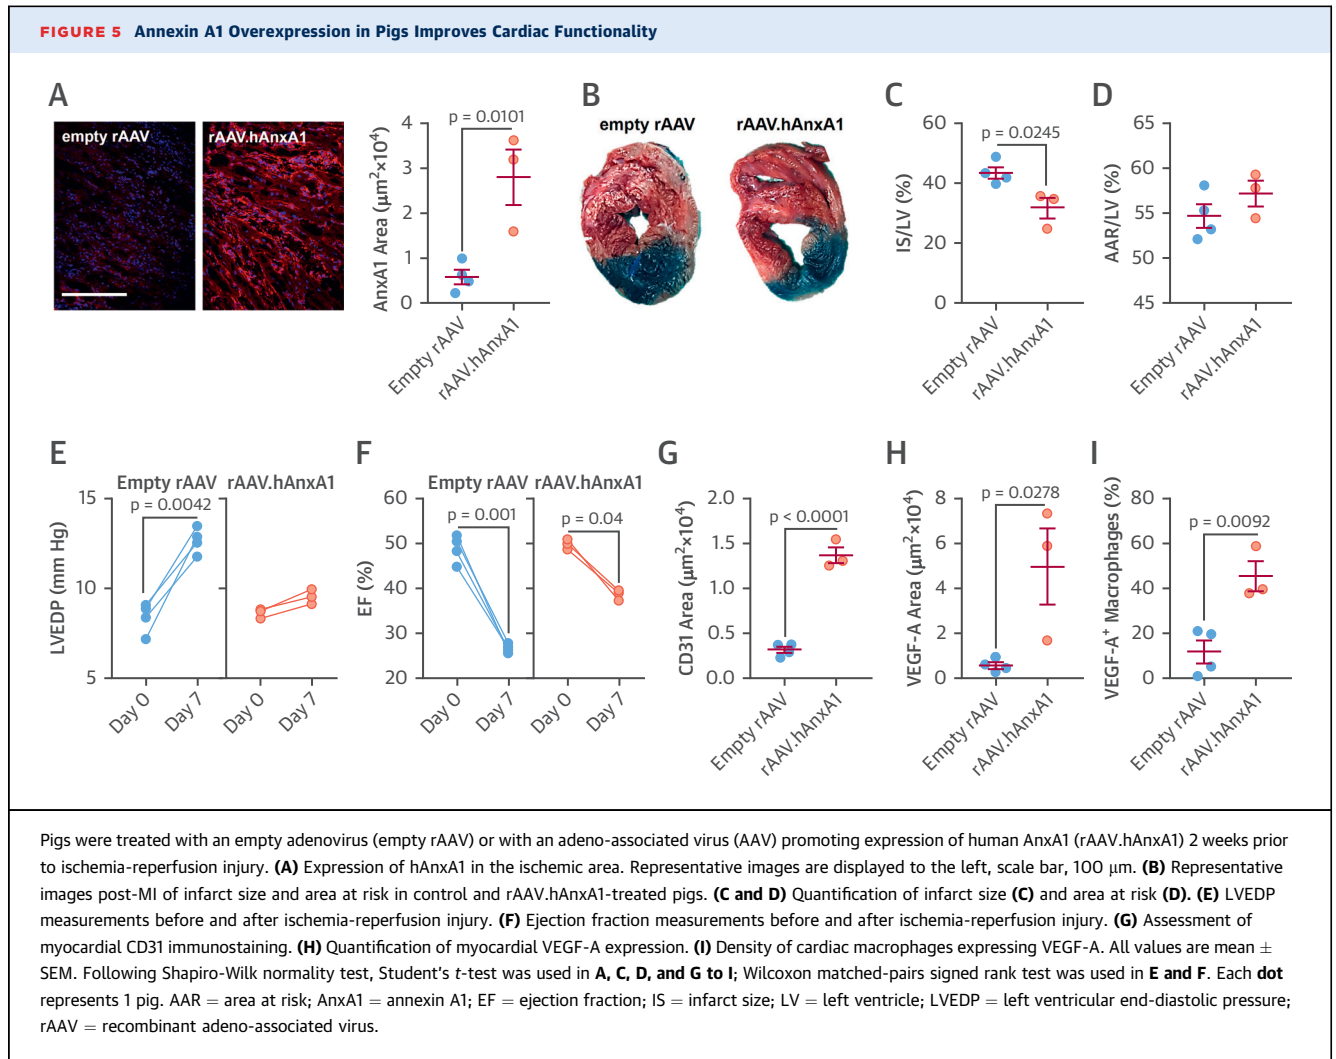 FIGURE 5 Annexin A1 Overexpression in Pigs Improves Cardiac Functionality
A
empty rAAV
rAAV.hAnxA1
AnxA1 Area (μm²×10⁴)
4
3
2
1
0
p = 0.0101
Empty rAAV
rAAV.hAnxA1
B
empty rAAV
rAAV.hAnxA1
C
IS/LV (%)
60
40
20
0
p = 0.0245
Empty rAAV
rAAV.hAnxA1
D
AAR/LV (%)
65
60
55
50
45
Empty rAAV
rAAV.hAnxA1
E
Empty rAAV
rAAV.hAnxA1
LVEDP (mm Hg)
15
10
5
p = 0.0042
Day 0
Day 7
Day 0
Day 7
F
Empty rAAV
rAAV.hAnxA1
EF (%)
60
50
40
30
20
p = 0.001
p = 0.04
Day 0
Day 7
Day 0
Day 7
G
CD31 Area (μm²×10⁴)
2.0
1.5
1.0
0.5
0.0
p < 0.0001
Empty rAAV
rAAV.hAnxA1
H
VEGF-A Area (μm²×10⁴)
8
6
4
2
0
p = 0.0278
Empty rAAV
rAAV.hAnxA1
I
VEGF-A⁺ Macrophages (%)
80
60
40
20
0
p = 0.0092
Empty rAAV
rAAV.hAnxA1
Pigs were treated with an empty adenovirus (empty rAAV) or with an adeno-associated virus (AAV) promoting expression of human AnxA1 (rAAV.hAnxA1) 2 weeks prior
to ischemia-reperfusion injury. (A) Expression of hAnxA1 in the ischemic area. Representative images are displayed to the left, scale bar, 100 μm. (B) Representative
images post-MI of infarct size and area at risk in control and rAAV.hAnxA1-treated pigs. (C and D) Quantification of infarct size (C) and area at risk (D). (E) LVEDP
measurements before and after ischemia-reperfusion injury. (F) Ejection fraction measurements before and after ischemia-reperfusion injury. (G) Assessment of
myocardial CD31 immunostaining. (H) Quantification of myocardial VEGF-A expression. (I) Density of cardiac macrophages expressing VEGF-A. All values are mean ±
SEM. Following Shapiro-Wilk normality test, Student's t-test was used in A, C, D, and G to I; Wilcoxon matched-pairs signed rank test was used in E and F. Each dot
represents 1 pig. AAR = area at risk; AnxA1 = annexin A1; EF = ejection fraction; IS = infarct size; LV = left ventricle; LVEDP = left ventricular end-diastolic pressure;
rAAV = recombinant adeno-associated virus.